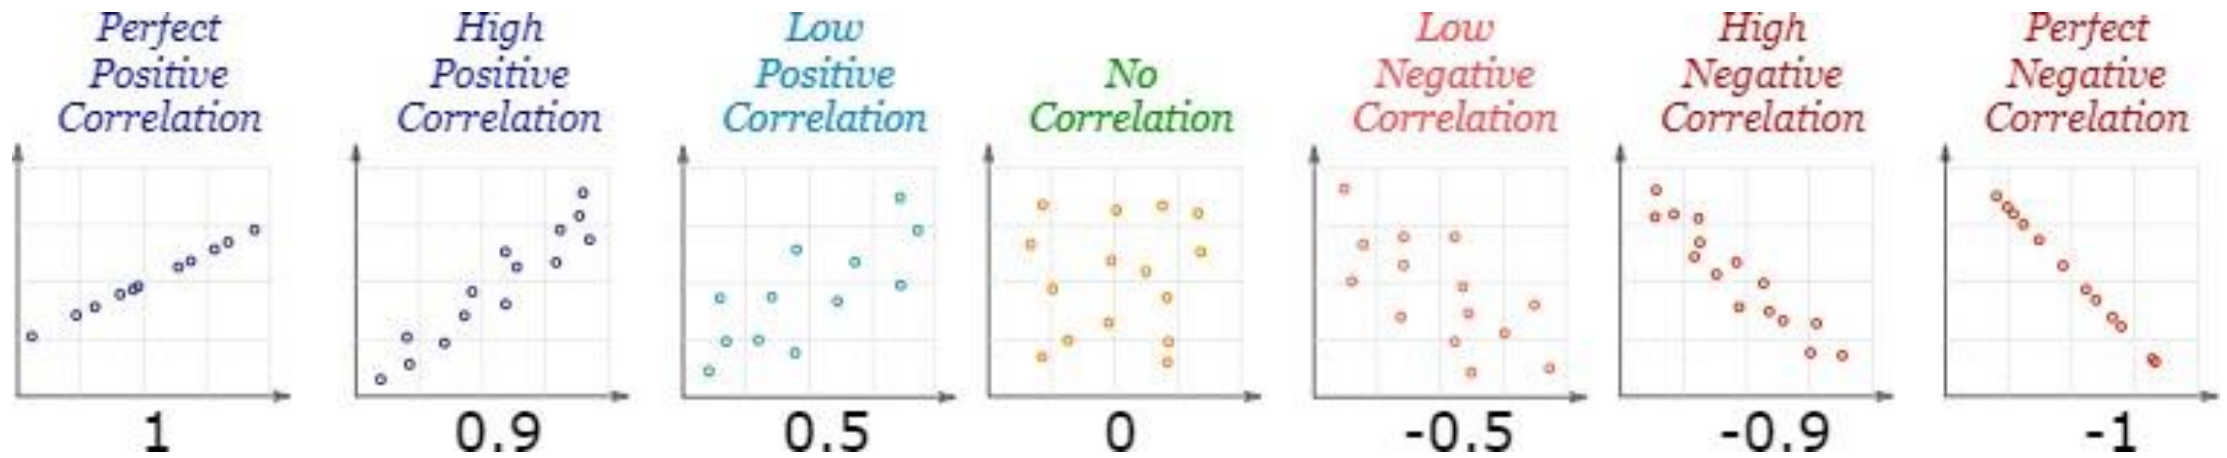 Perfect
Positive
Correlation
High
Positive
Correlation
Low
Positive
Correlation
No
Correlation
Low
Negative
Correlation
High
Negative
Correlation
Perfect
Negative
Correlation
1
0.9
0.5
0
-0.5
-0.9
-1